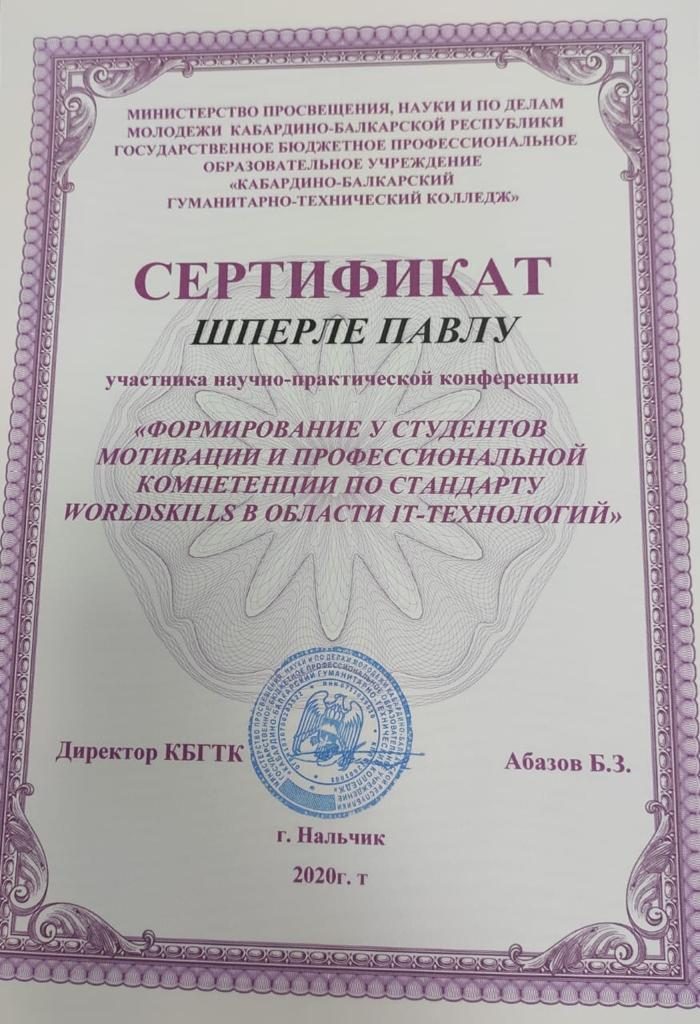 МИНИСТЕРСТВО ПРОСВЕЩЕНИЯ, НАУКИ И ПО ДЕЛАМ
МОЛОДЕЖИ КАБАРДИНО-БАЛКАРСКОЙ РЕСПУБЛИКИ
ГОСУДАРСТВЕННОЕ БЮДЖЕТНОЕ ПРОФЕССИОНАЛЬНОЕ
ОБРАЗОВАТЕЛЬНОЕ УЧРЕЖДЕНИЕ
«КАБАРДИНО-БАЛКАРСКИЙ
ГУМАНИТАРНО-ТЕХНИЧЕСКИЙ КОЛЛЕДЖ»
СЕРТИФИКАТ
ШПЕРЛЕ ПАВЛУ
участника научно-практической конференции
«ФОРМИРОВАНИЕ У СТУДЕНТОВ
МОТИВАЦИИ И ПРОФЕССИОНАЛЬНОЙ
КОМПЕТЕНЦИИ ПО СТАНДАРТУ
WORLDSKILLS В ОБЛАСТИ IT-ТЕХНОЛОГИЙ»
Директор КБГТК
Абазов Б.З.
г. Нальчик
2020г. т